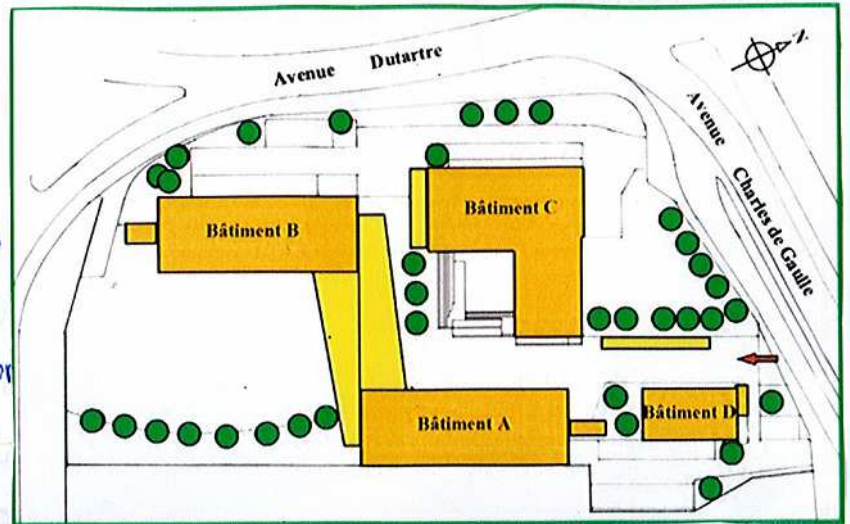 Avenue Dutartre
N
Avenue Charles de Gaulle
Bâtiment C
Bâtiment B
Bâtiment A
Bâtiment D